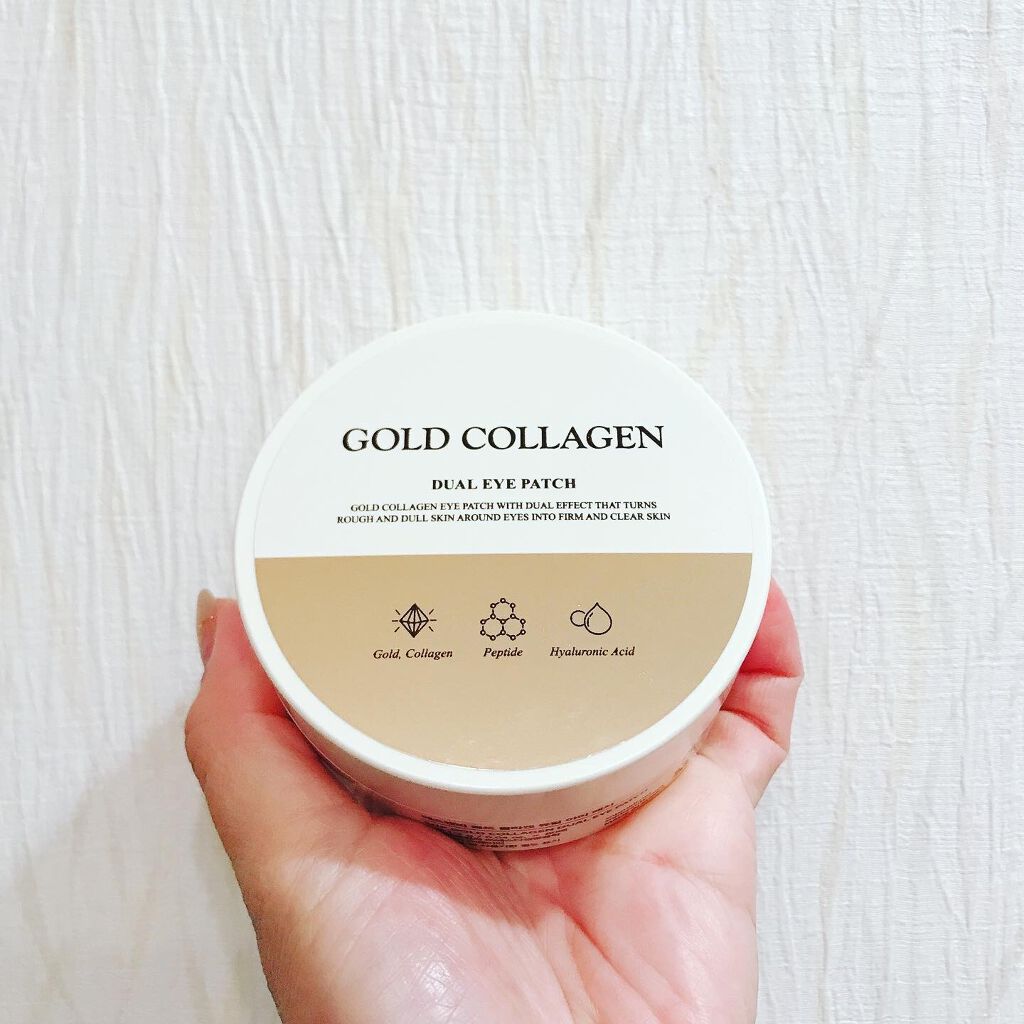 GOLD COLLAGEN
DUAL EYE PATCH
GOLD COLLAGEN EYE PATCH WITH DUAL EFFECT THAT TURNS
ROUGH AND DULL SKIN AROUND EYES INTO FIRM AND CLEAR SKIN
Gold, Collagen Peptide Hyaluronic Acid